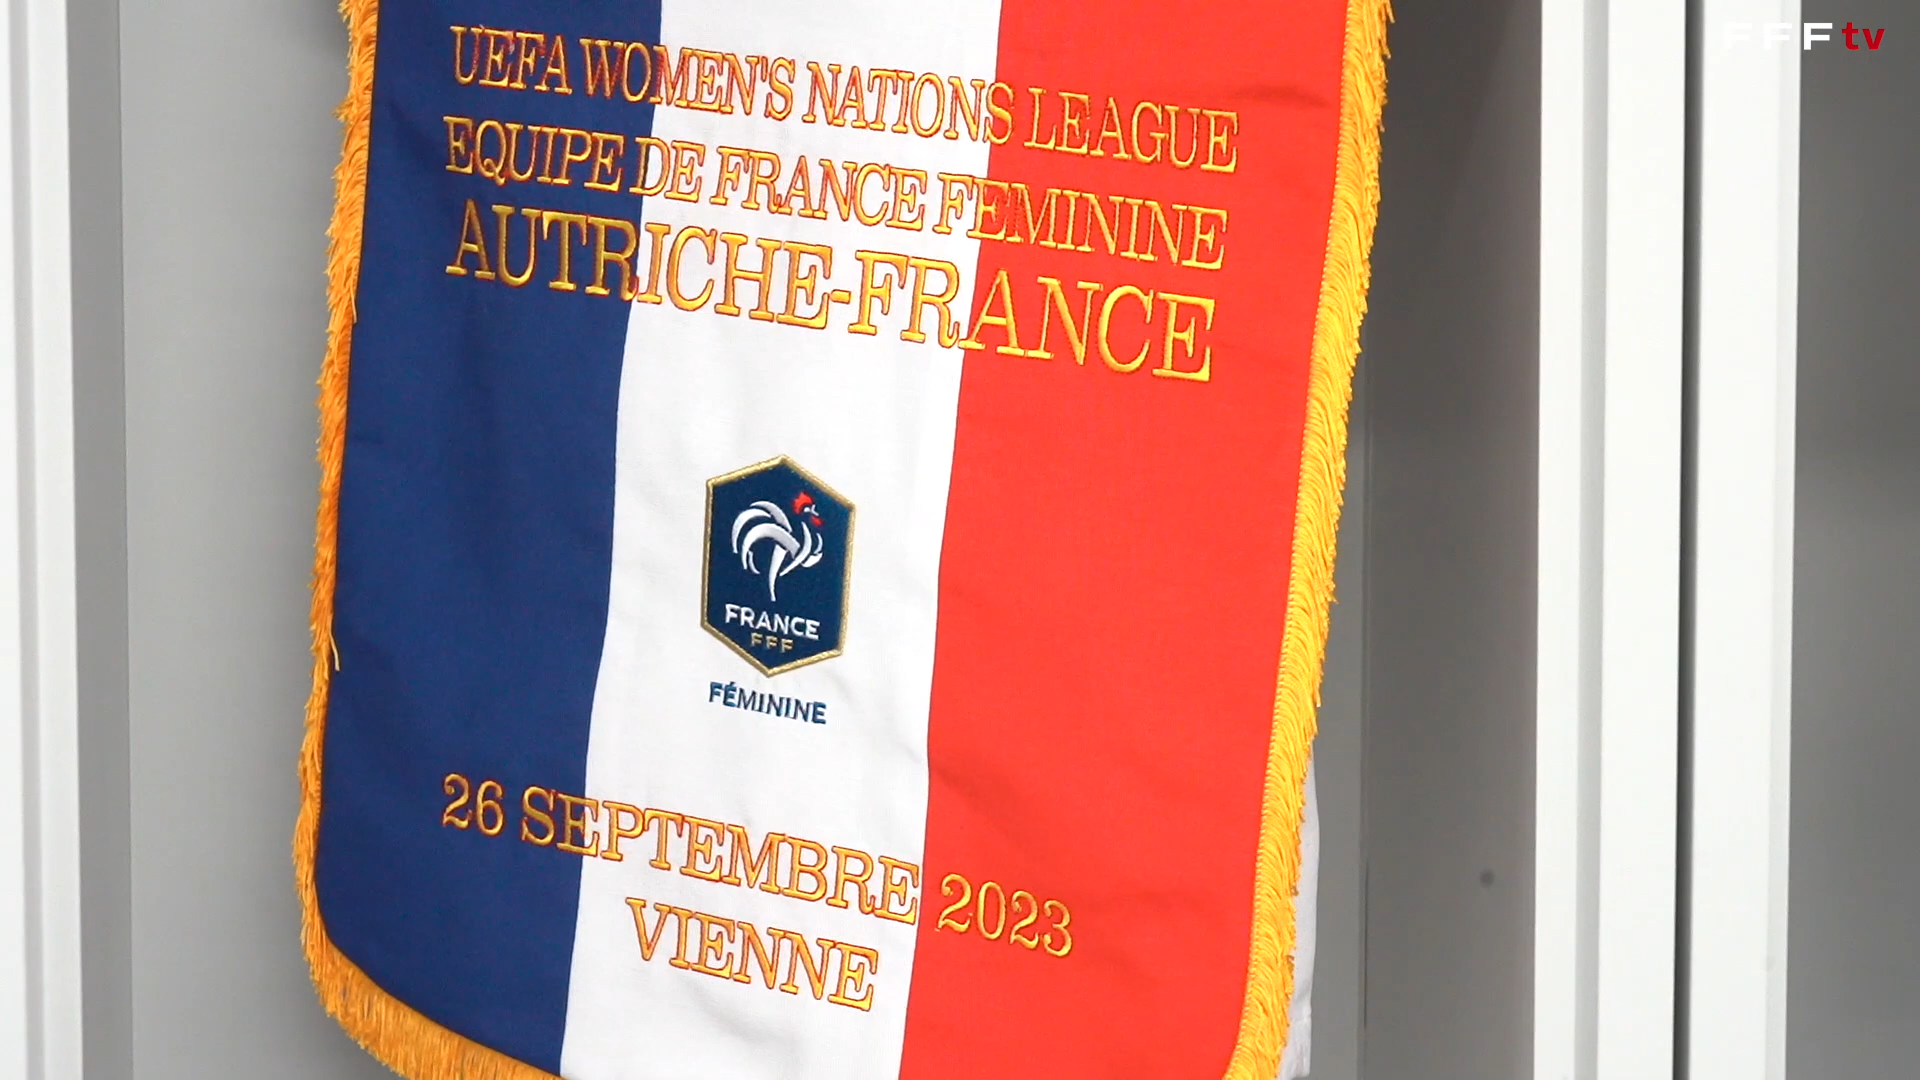 FFF tv
UEFA WOMEN'S NATIONS LEAGUE
EQUIPE DE FRANCE FEMININE
AUTRICHE-FRANCE
FRANCE
FFF
FÉMININE
26 SEPTEMBRE 2023
VIENNE